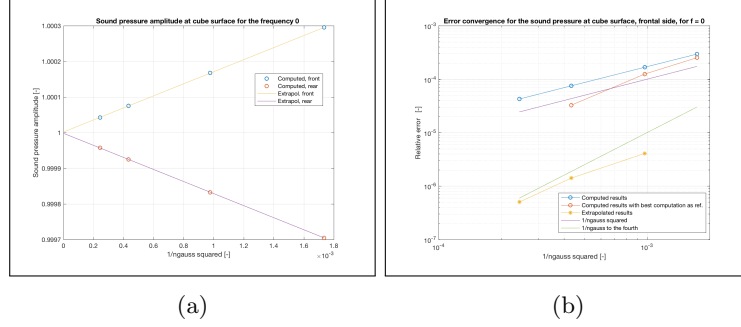 Sound pressure amplitude at cube surface for the frequency 0
1.0003
1.0002
1.0001
1
0.9999
0.9998
0.9997
Sound pressure amplitude [-]
Computed, front
Computed, rear
Extrapol, front
Extrapol, rear
0 0.2 0.4 0.6 0.8 1 1.2 1.4 1.6 1.8
×10-3
1/ngauss squared [-]
(a)
Error convergence for the sound pressure at cube surface, frontal side, for f = 0
10-3
10-4
10-5
10-6
10-7
Relative error [-]
Computed results
Computed results with best computation as ref.
Extrapolated results
1/ngauss squared
1/ngauss to the fourth
10-4 10-3
1/ngauss squared [-]
(b)